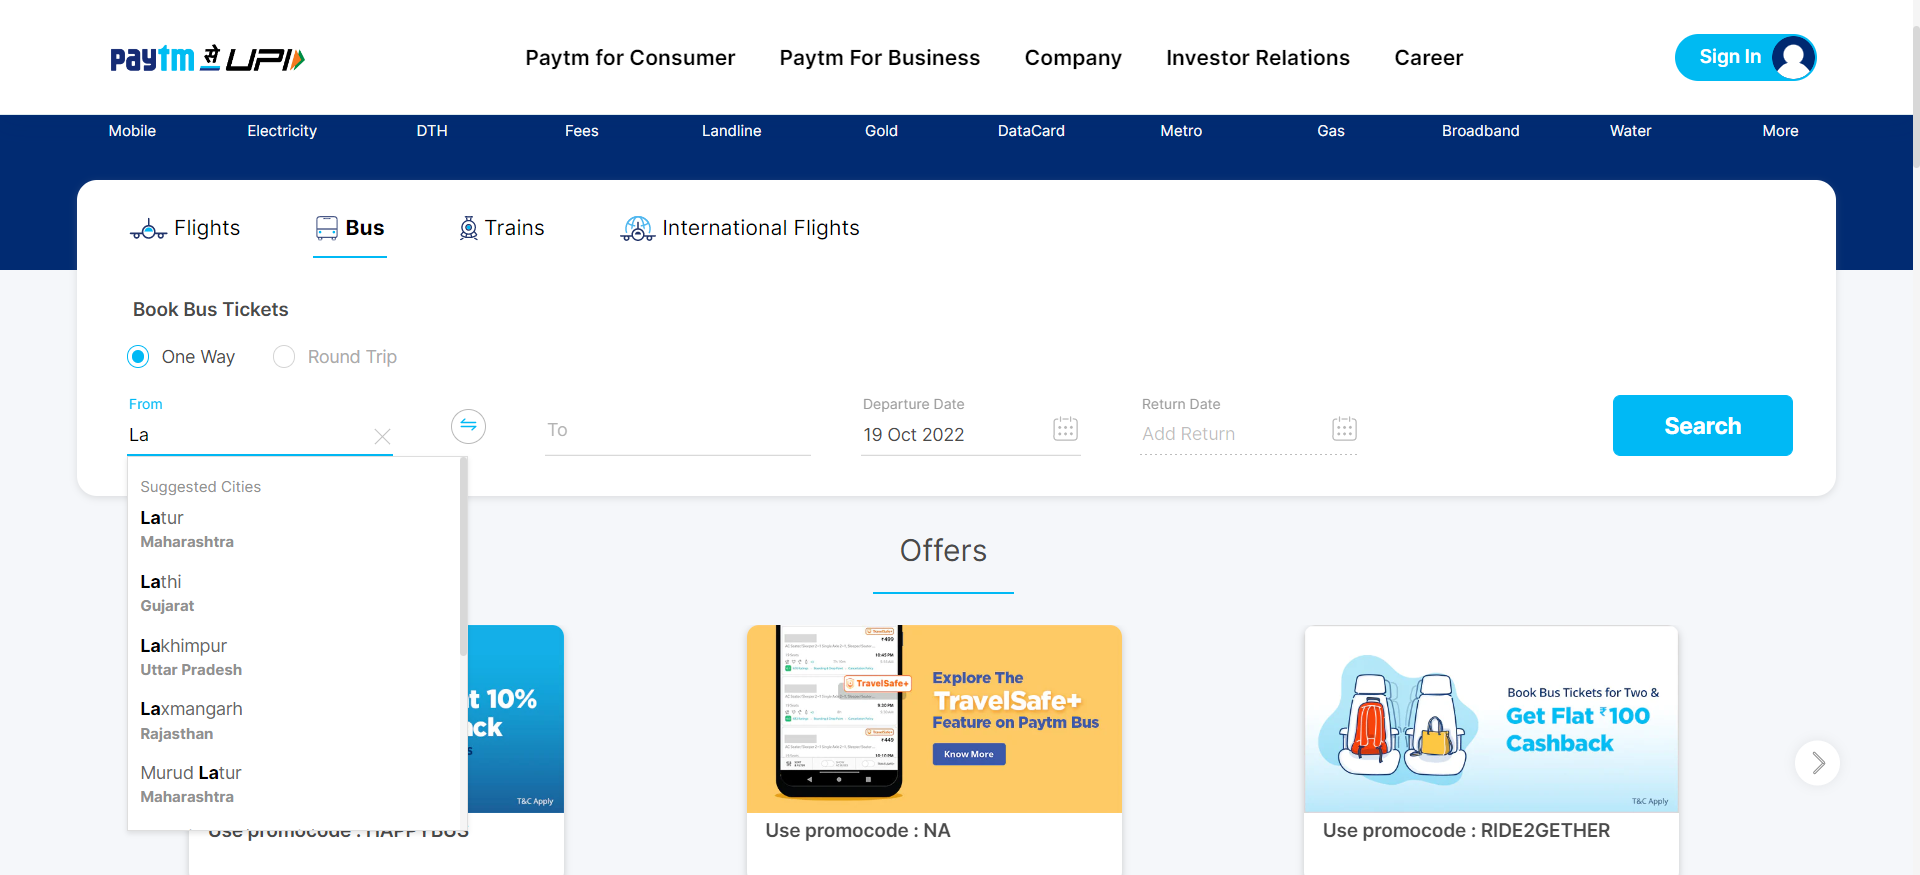 paytm से UPI
Paytm for Consumer
Paytm For Business
Company
Investor Relations
Career
Sign In
Mobile
Electricity
DTH
Fees
Landline
Gold
DataCard
Metro
Gas
Broadband
Water
More
Flights
Bus
Trains
International Flights
Book Bus Tickets
One Way
Round Trip
From
La
To
Departure Date
19 Oct 2022
Return Date
Add Return
Search
Suggested Cities
Latur
Maharashtra
Lathi
Gujarat
Lakhimpur
Uttar Pradesh
Laxmangarh
Rajasthan
Murud Latur
Maharashtra
Offers
t 10%
ck
s
T&C Apply
Use promocode : HAPPYBUS
TravelSafe+
Explore The
TravelSafe+
Feature on Paytm Bus
Know More
Use promocode : NA
Book Bus Tickets for Two &
Get Flat ₹100
Cashback
T&C Apply
Use promocode : RIDE2GETHER